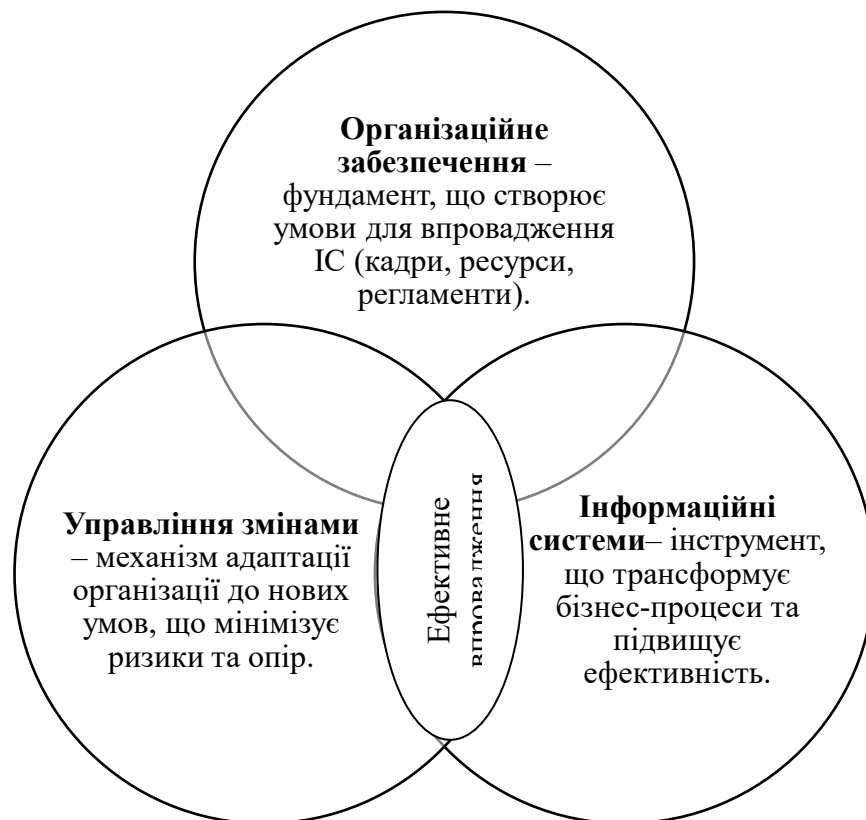 Організаційне
забезпечення –
фундамент, що створює
умови для впровадження
ІС (кадри, ресурси,
регламенти).
Управління змінами
– механізм адаптації
організації до нових
умов, що мінімізує
ризики та опір.
Ефективне
впровадження
Інформаційні
системи– інструмент,
що трансформує
бізнес-процеси та
підвищує
ефективність.